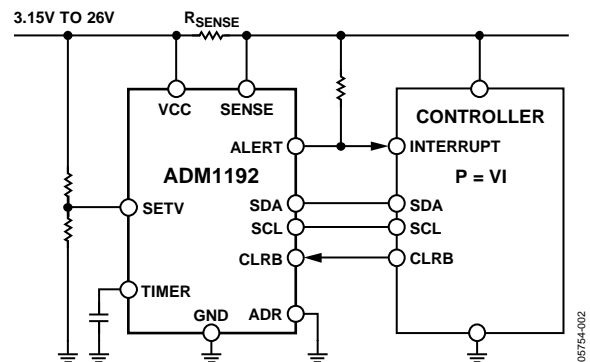 3.15V TO 26V
RSENSE
VCC SENSE
CONTROLLER
ALERT
INTERRUPT
ADM1192
P = VI
SETV
SDA
SDA
SCL
SCL
CLRB
CLRB
TIMER
GND
ADR
05754-002